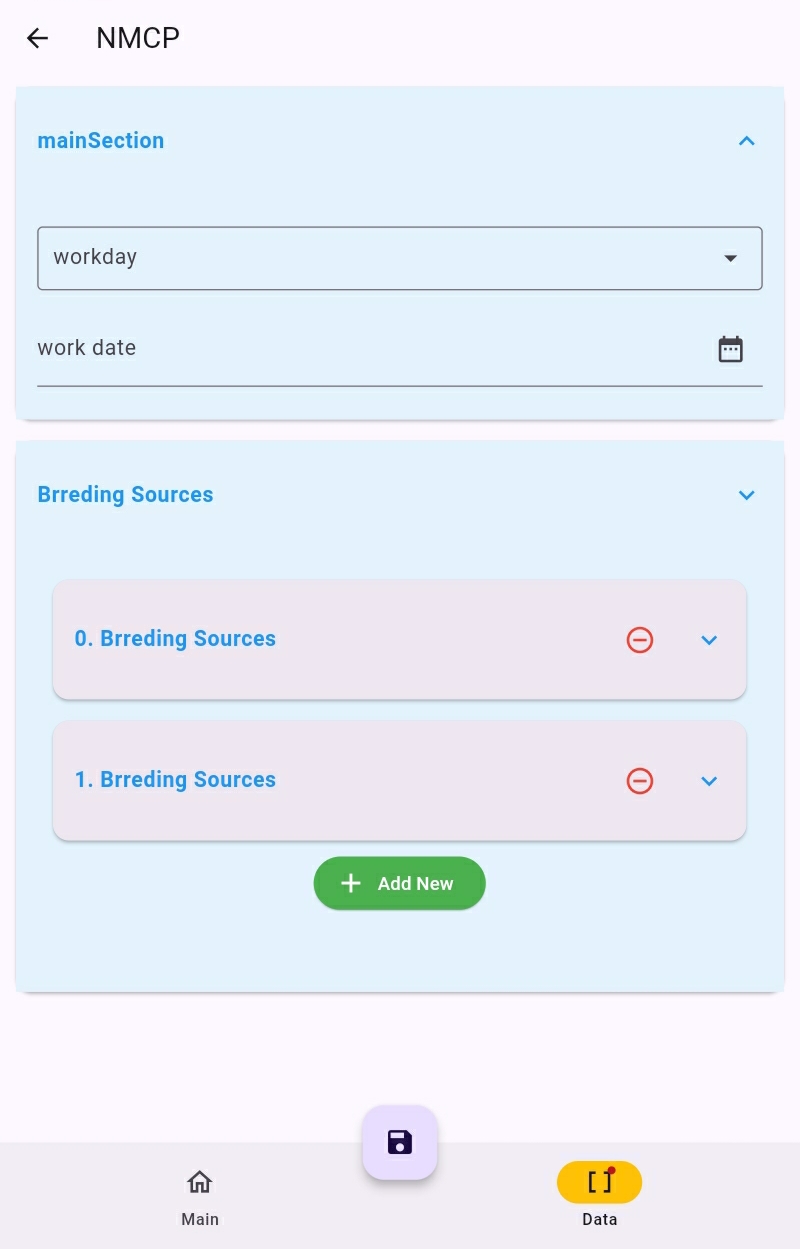 NMCP
mainSection
workday
work date
Brreding Sources
0. Brreding Sources
1. Brreding Sources
Add New
Main
Data